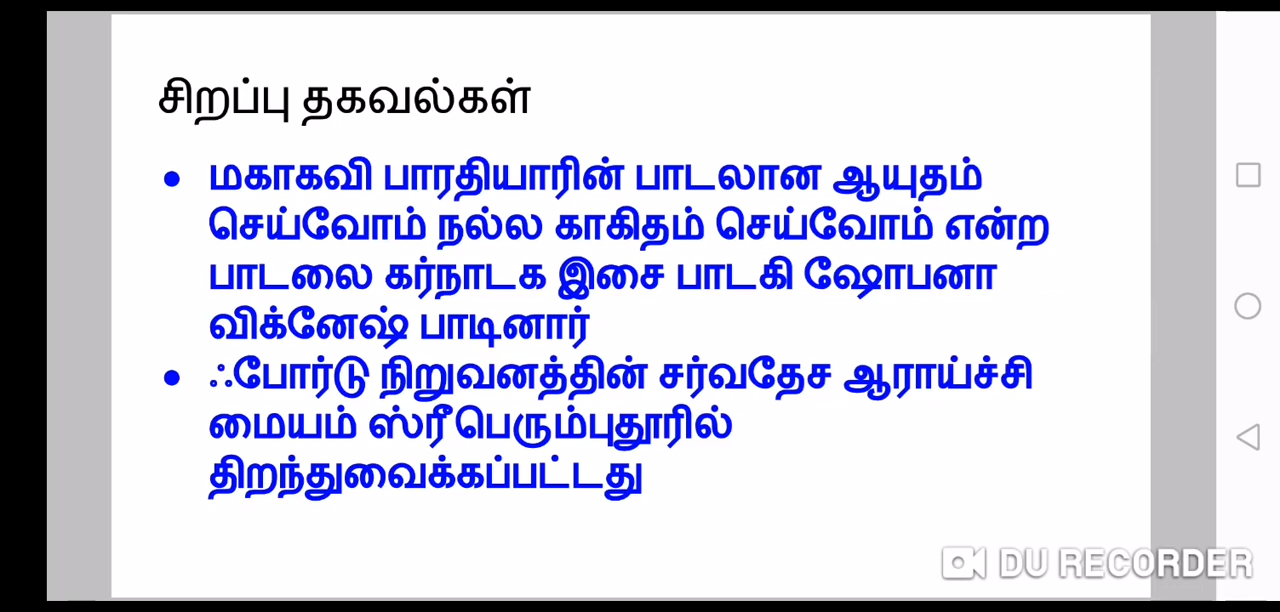 சிறப்பு தகவல்கள்
● மகாகவி பாரதியாரின் பாடலான ஆயுதம்
செய்வோம் நல்ல காகிதம் செய்வோம் என்ற
பாடலை கர்நாடக இசை பாடகி ஷோபனா
விக்னேஷ் பாடினார்
● ஃபோர்டு நிறுவனத்தின் சர்வதேச ஆராய்ச்சி
மையம் ஸ்ரீபெரும்புதூரில்
திறந்துவைக்கப்பட்டது
DU RECORDER